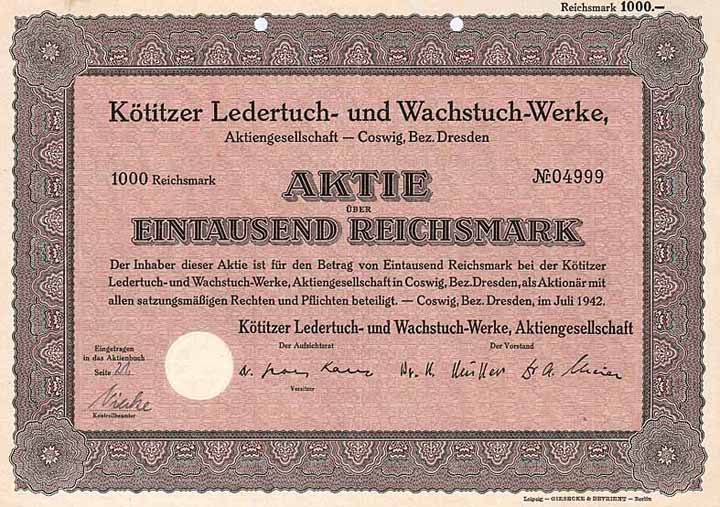 Reichsmark 1000.—
Kötitzer Ledertuch- und Wachstuch-Werke,
Aktiengesellschaft — Coswig, Bez. Dresden
1000 Reichsmark
AKTIE
№ 04999
ÜBER
EINTAUSEND REICHSMARK
Der Inhaber dieser Aktie ist für den Betrag von Eintausend Reichsmark bei der Kötitzer
Ledertuch- und Wachstuch-Werke, Aktiengesellschaft in Coswig, Bez. Dresden, als Aktionär mit
allen satzungsmäßigen Rechten und Pflichten beteiligt. — Coswig, Bez. Dresden, im Juli 1942.
Kötitzer Ledertuch- und Wachstuch-Werke, Aktiengesellschaft
Eingetragen
in das Aktienbuch
Seite
Der Aufsichtsrat
Der Vorstand
Vorsitzer
Kontrollbeamter
Leipzig — GIESECKE & DEVRIENT — Berlin